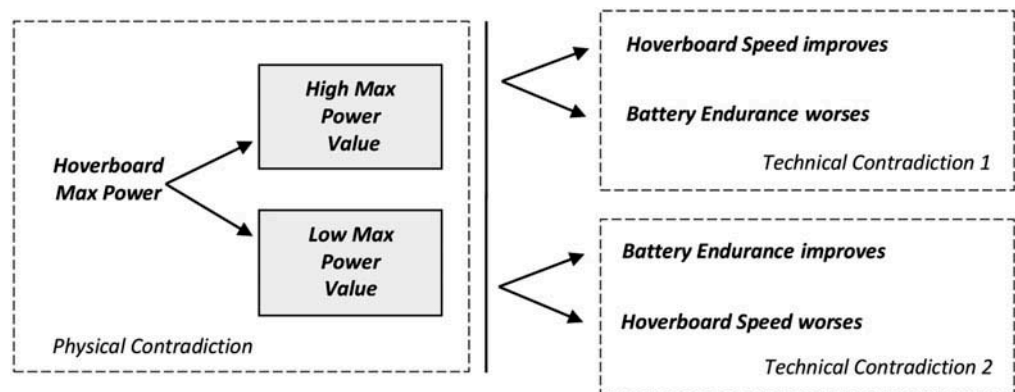 Hoverboard
Max Power
High Max
Power
Value
Low Max
Power
Value
Physical Contradiction
Hoverboard Speed improves
Battery Endurance worses
Technical Contradiction 1
Battery Endurance improves
Hoverboard Speed worses
Technical Contradiction 2